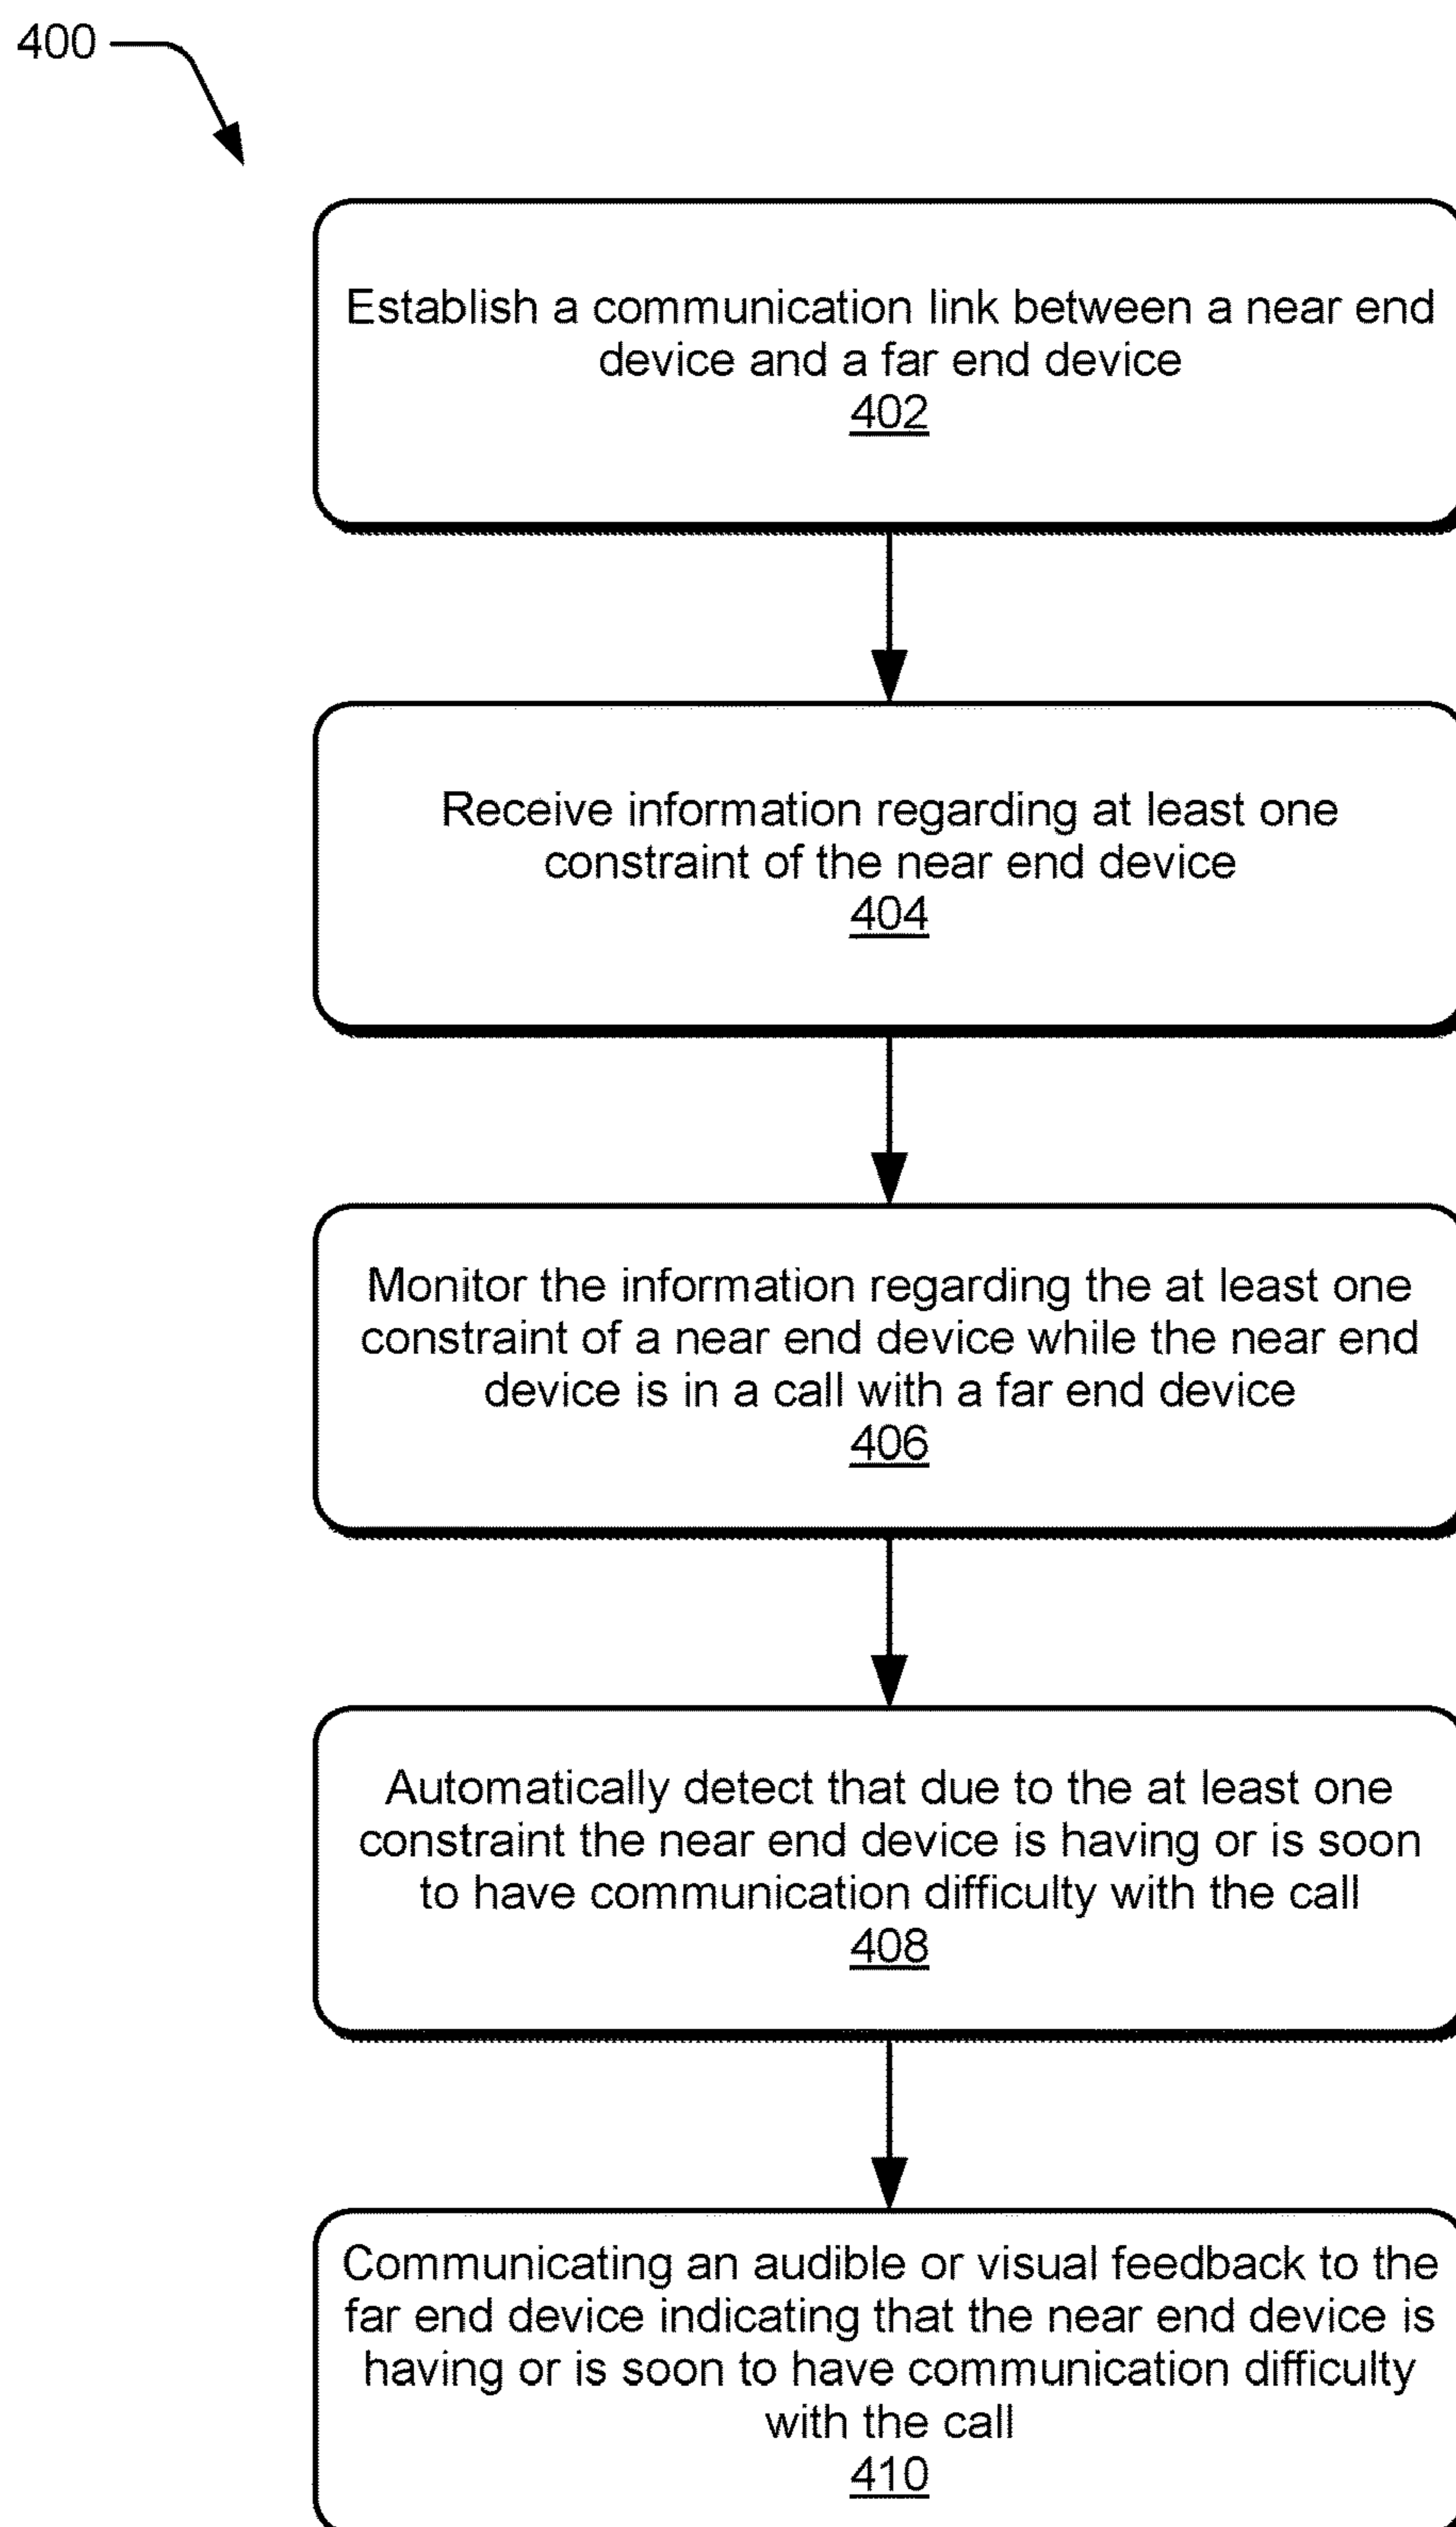 400
Establish a communication link between a near end
device and a far end device
402
Receive information regarding at least one
constraint of the near end device
404
Monitor the information regarding the at least one
constraint of a near end device while the near end
device is in a call with a far end device
406
Automatically detect that due to the at least one
constraint the near end device is having or is soon
to have communication difficulty with the call
408
Communicating an audible or visual feedback to the
far end device indicating that the near end device is
having or is soon to have communication difficulty
with the call
410